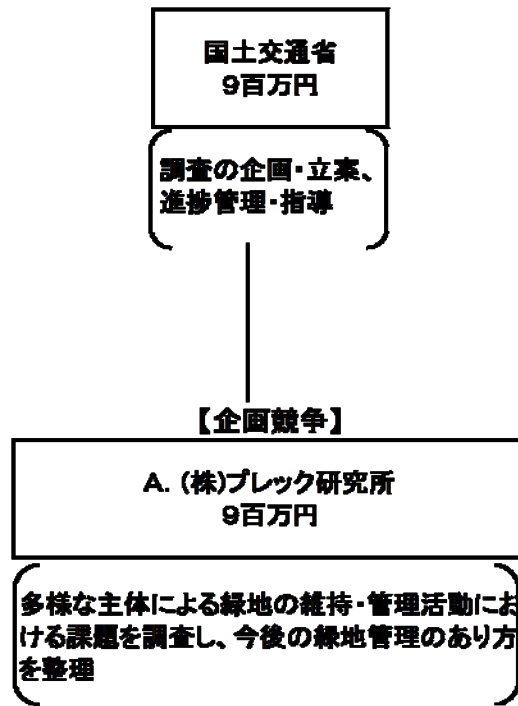 国土交通省
9百万円
調査の企画・立案、
進捗管理・指導
【企画競争】
A. (株)プレック研究所
9百万円
多様な主体による緑地の維持・管理活動にお
ける課題を調査し、今後の緑地管理のあり方
を整理